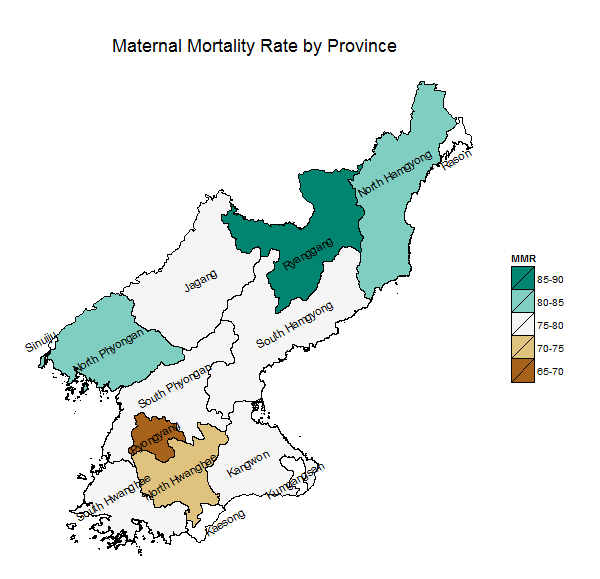 Maternal Mortality Rate by Province
Rason
North Hamgyong
Ryanggang
Jagang
MMR
85-90
80-85
75-80
70-75
65-70
South Hamgyong
Sinuiju
North Phyongan
South Phyongan
Pyongyang
Kangwon
North Hwanghae
Kumgangsan
South Hwanghae
Kaesong